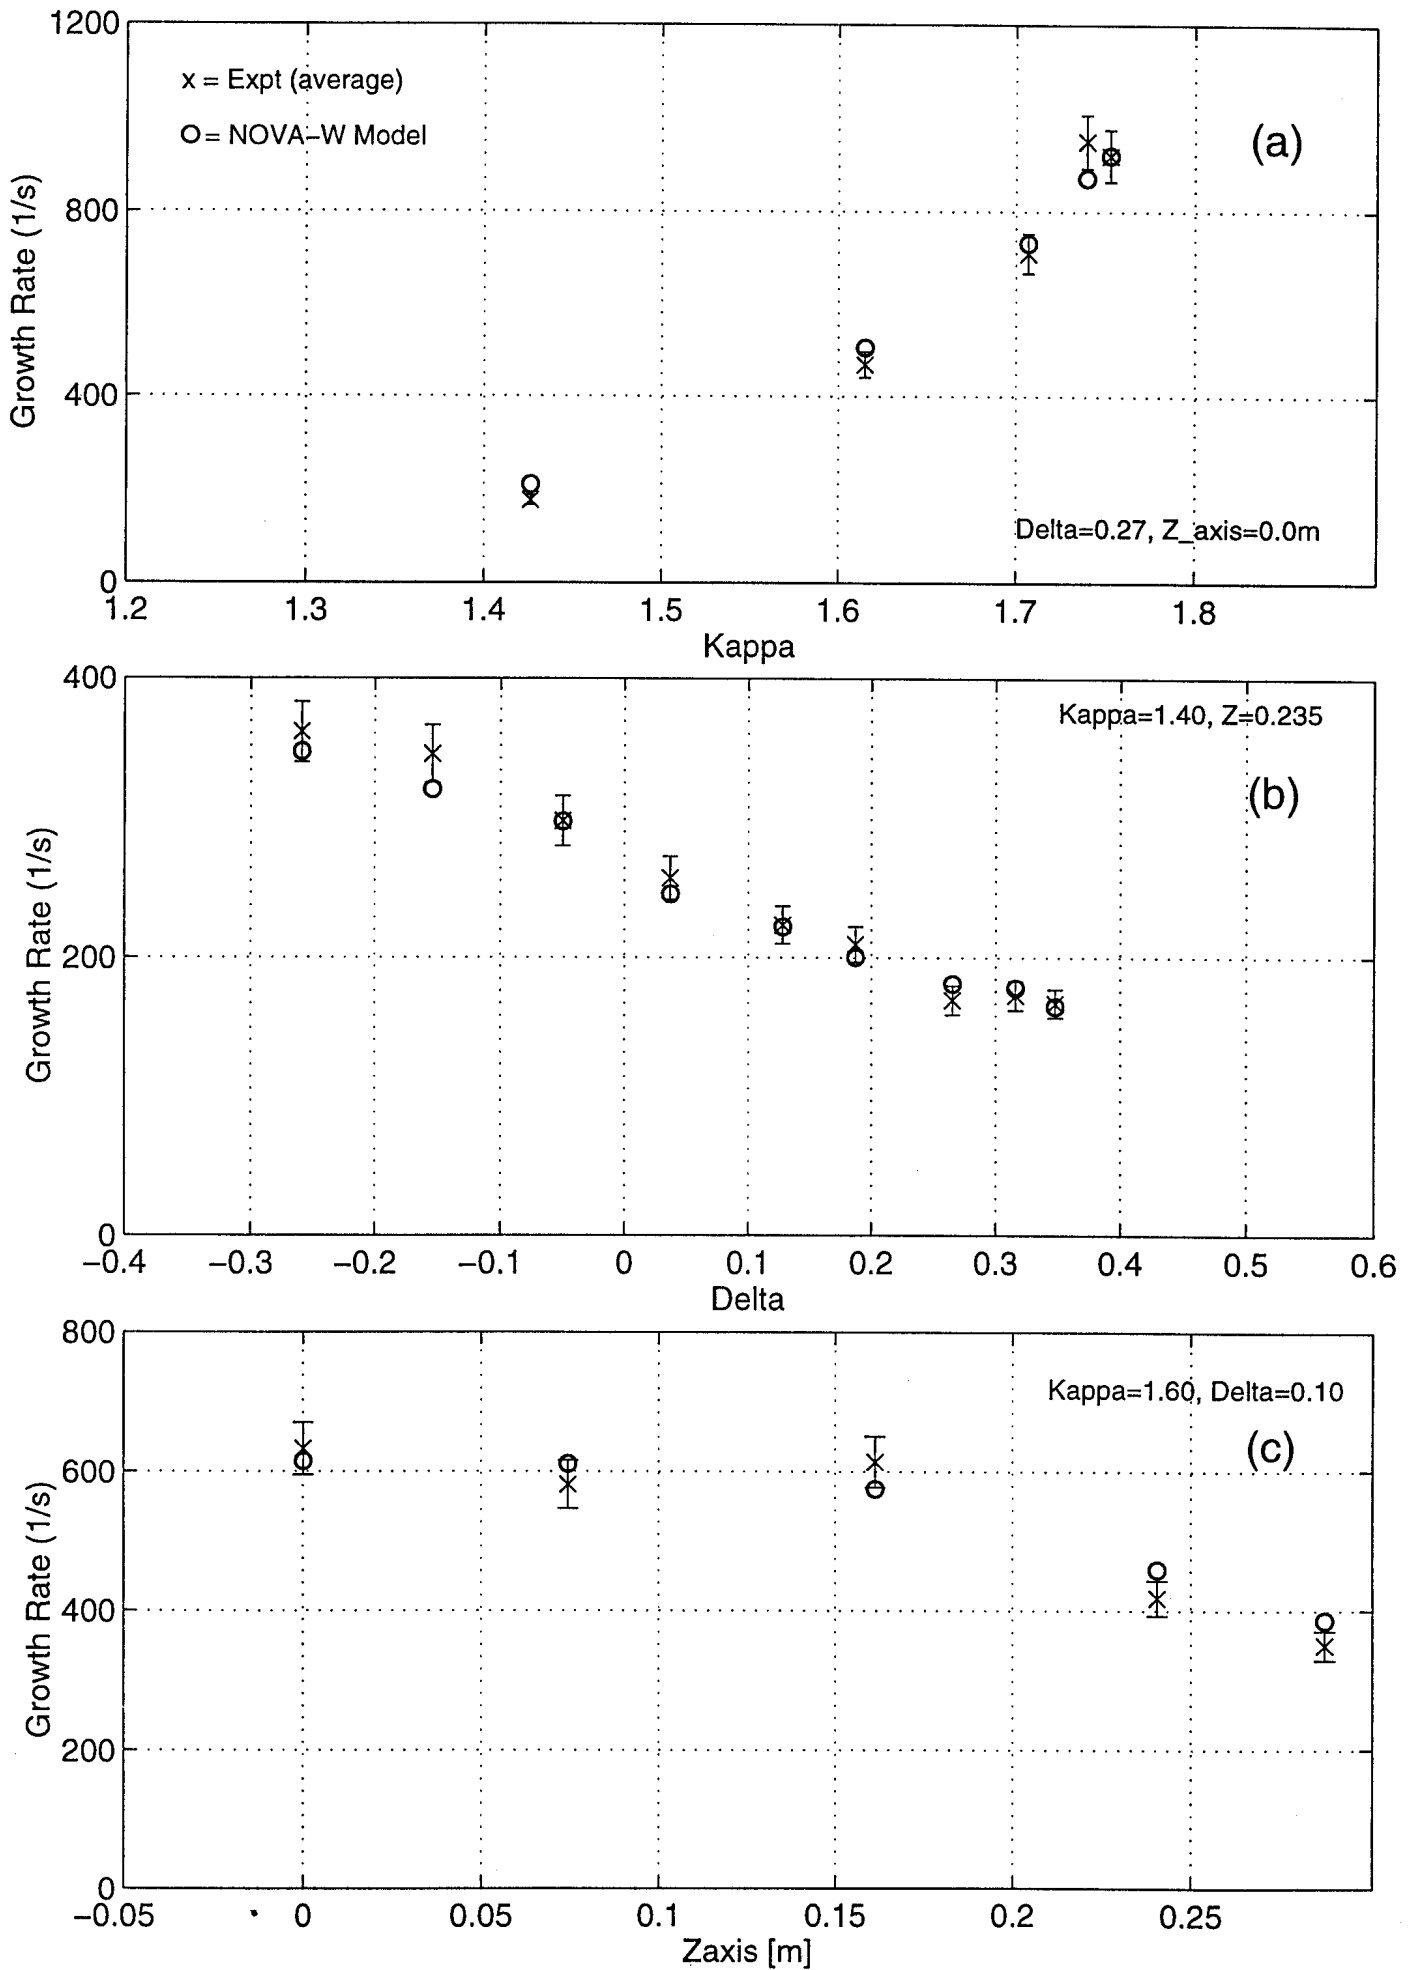 1200
x = Expt (average)
O = NOVA-W Model
(a)
800
400
0
Growth Rate (1/s)
Delta=0.27, Z_axis=0.0m
1.2 1.3 1.4 1.5 1.6 1.7 1.8
Kappa
400
Kappa=1.40, Z=0.235
(b)
200
0
Growth Rate (1/s)
-0.4 -0.3 -0.2 -0.1 0 0.1 0.2 0.3 0.4 0.5 0.6
Delta
800
Kappa=1.60, Delta=0.10
(c)
600
400
200
0
Growth Rate (1/s)
-0.05 0 0.05 0.1 0.15 0.2 0.25
Zaxis [m]